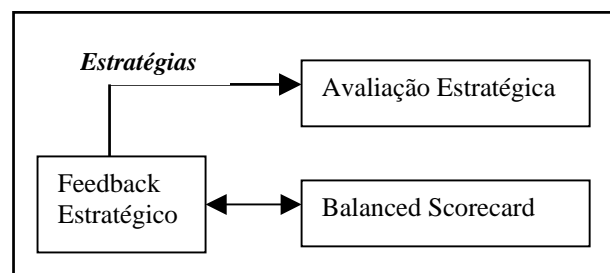 Estratégias
Avaliação Estratégica
Feedback
Estratégico
Balanced Scorecard